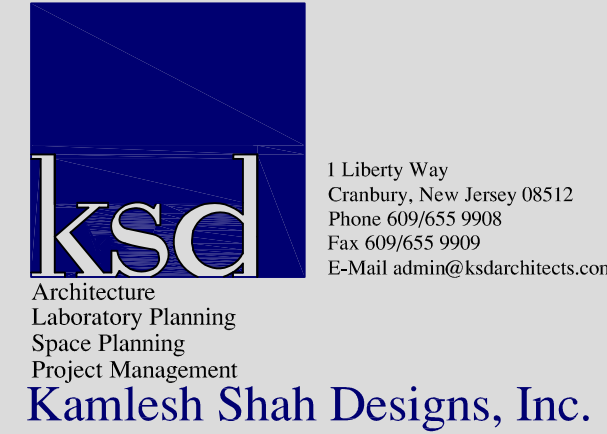 ksd
1 Liberty Way
Cranbury, New Jersey 08512
Phone 609/655 9908
Fax 609/655 9909
E-Mail admin@ksdarchitects.com
Architecture
Laboratory Planning
Space Planning
Project Management
Kamlesh Shah Designs, Inc.